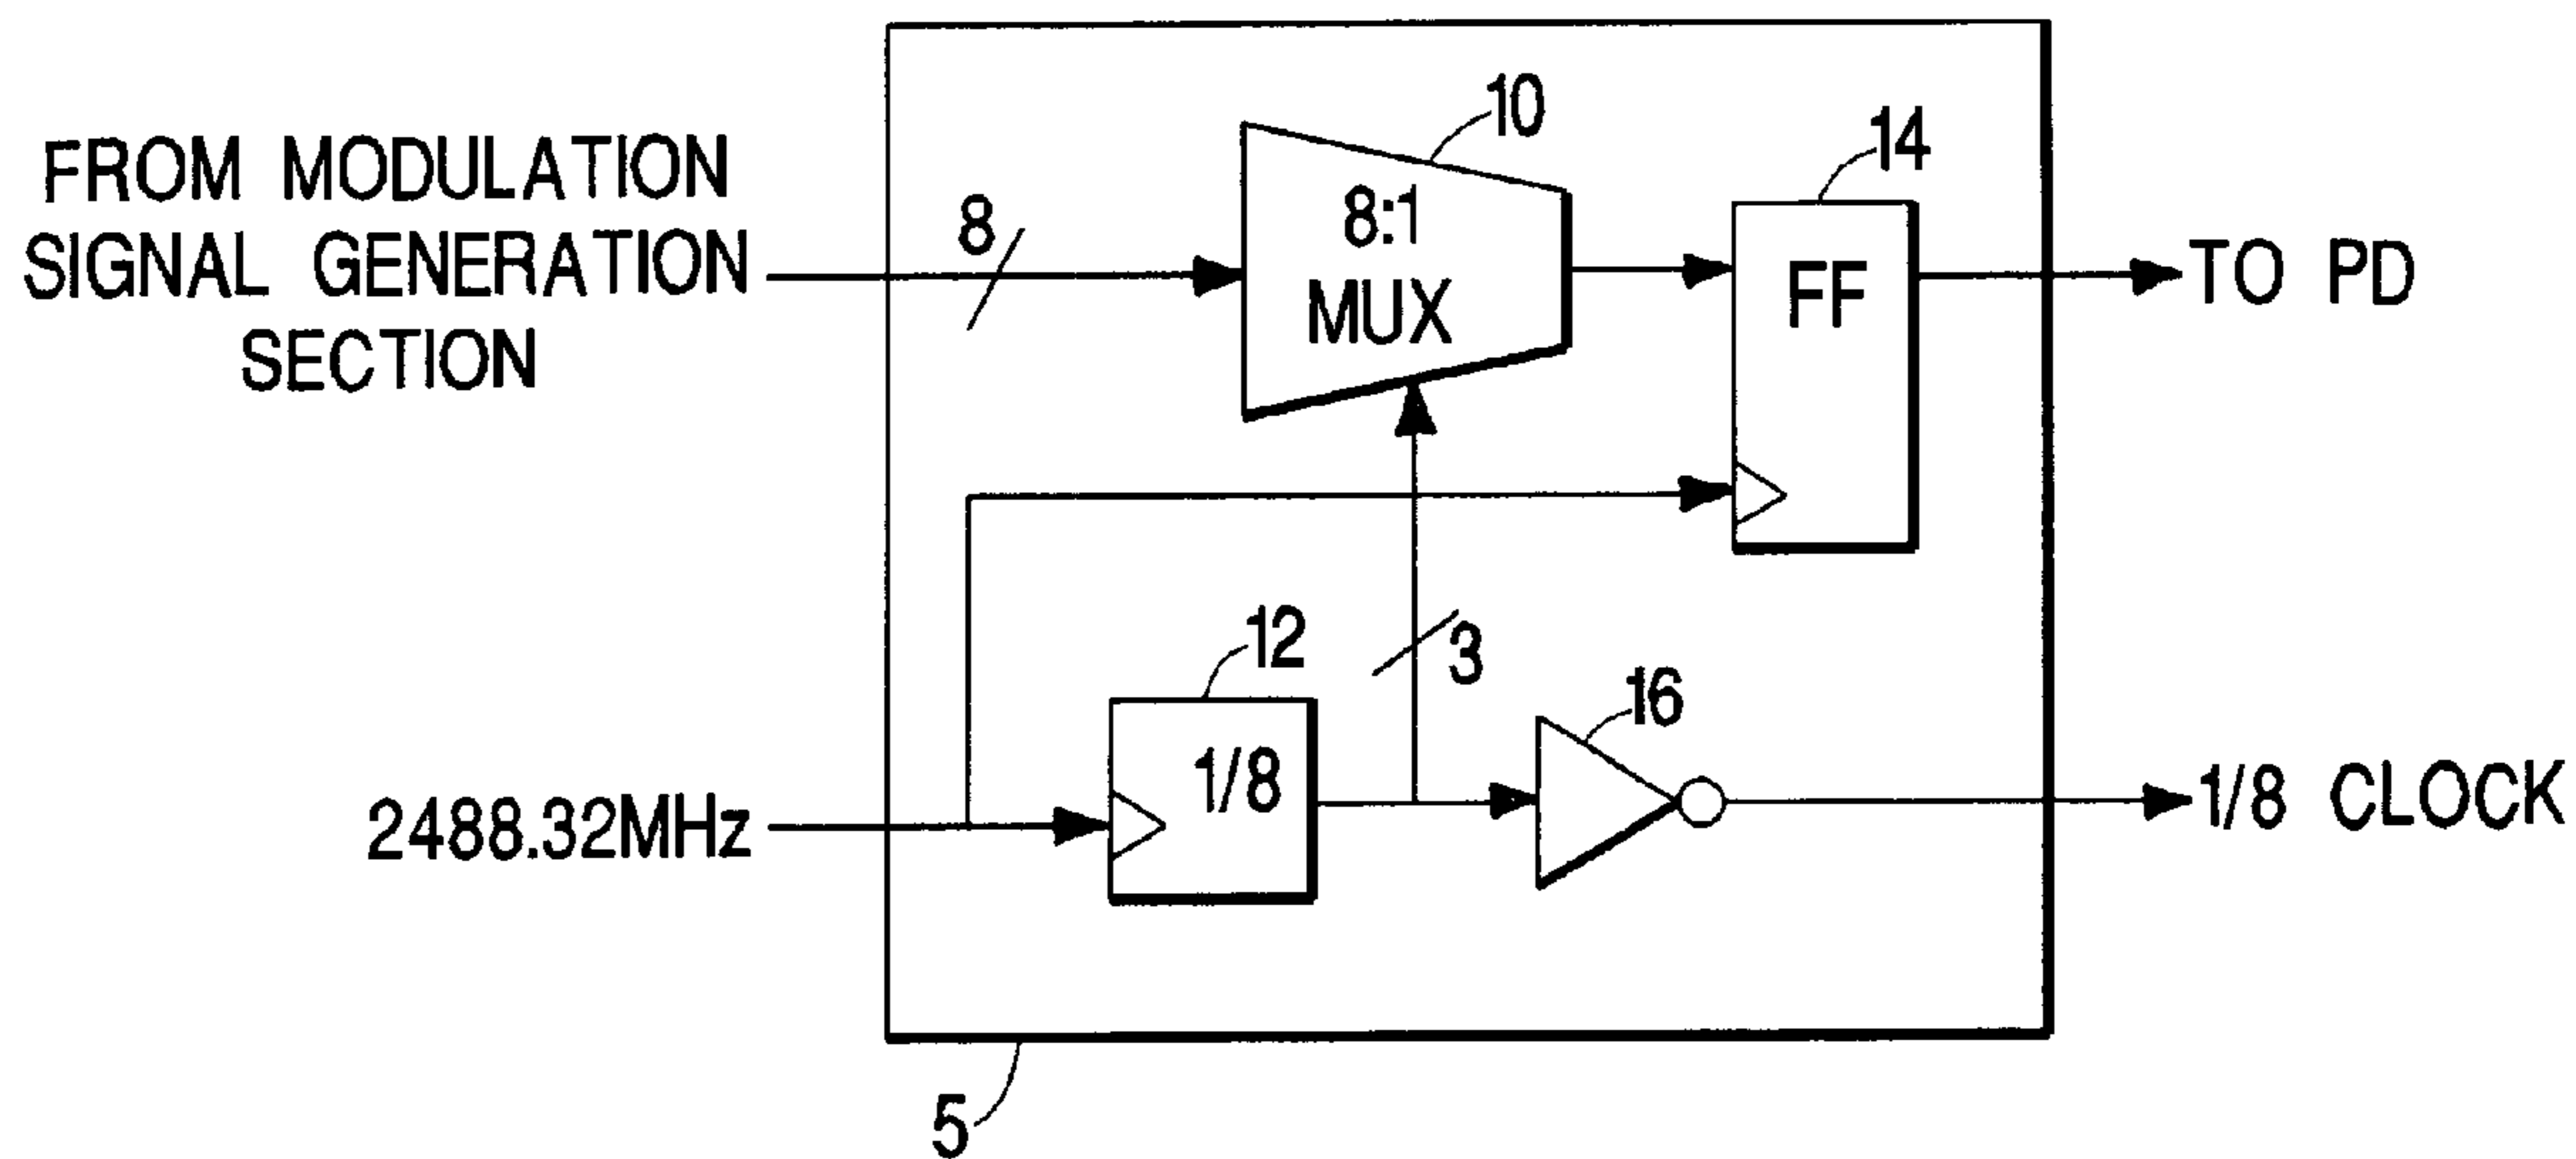 FROM MODULATION
SIGNAL GENERATION
SECTION
8
8:1
MUX
10
14
FF
TO PD
12
1/8
3
16
2488.32MHz
1/8 CLOCK
5